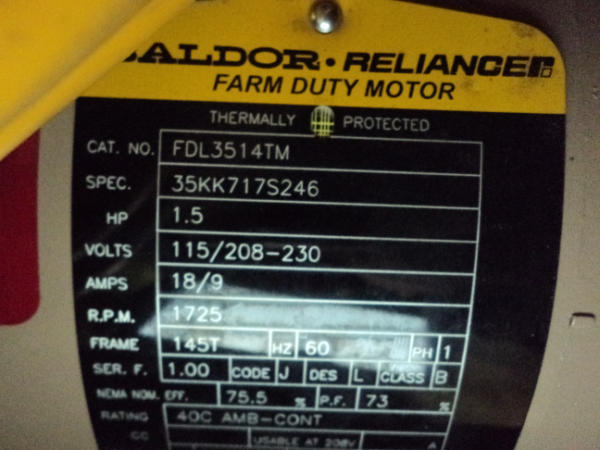 BALDOR • RELIANCER
FARM DUTY MOTOR
THERMALLY PROTECTED
CAT. NO. FDL3514TM
SPEC. 35KK717S246
HP 1.5
VOLTS 115/208-230
AMPS 18/9
R.P.M. 1725
FRAME 145T HZ 60 PH 1
SER. F. 1.00 CODE J DES L CLASS B
NEMA NOM. EFF. 75.5 % P.F. 73 %
RATING 40C AMB-CONT
CC USABLE AT 208V A